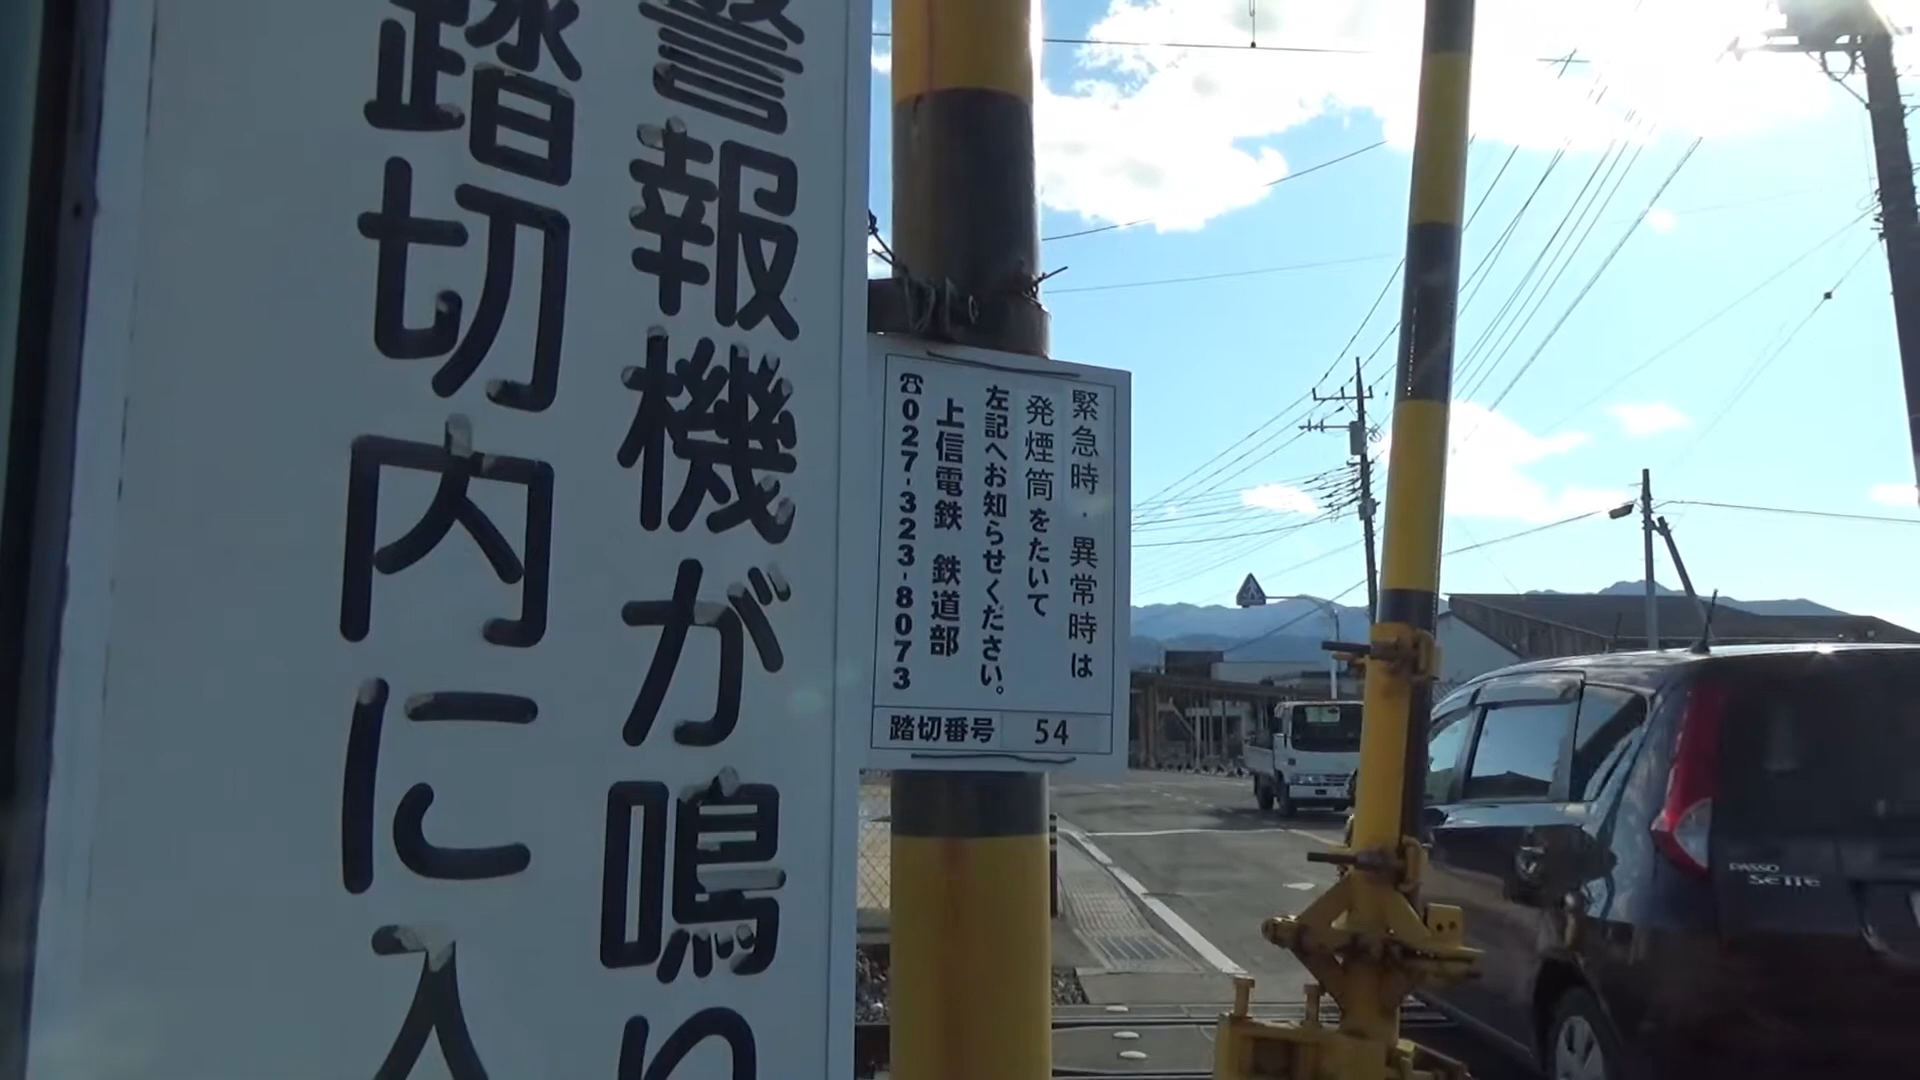 警報機が鳴り
踏切内に入
緊急時・異常時は
発煙筒をたいて
左記へお知らせください。
上信電鉄 鉄道部
☎027-323-8073
踏切番号 54
PASSO
SETTE